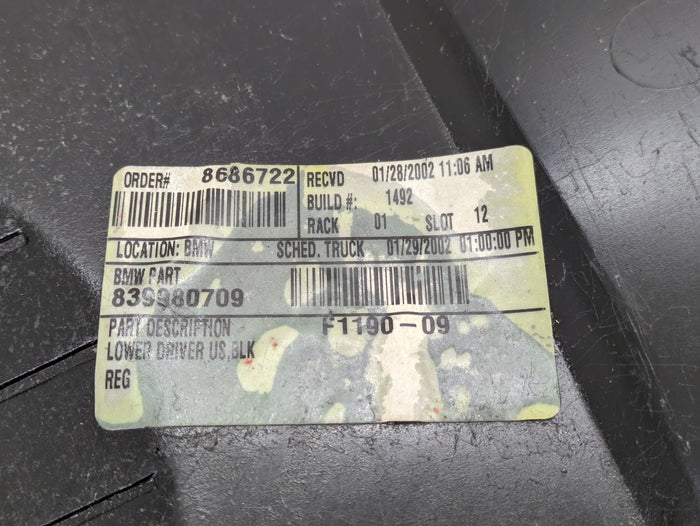 ORDER# 8686722
RECVD 01/28/2002 11:06 AM
BUILD #: 1492
RACK 01 SLOT 12
LOCATION: BMW SCHED. TRUCK 01/29/2002 01:00:00 PM
BMW PART
839980709
PART DESCRIPTION F1190-09
LOWER DRIVER US,BLK
REG